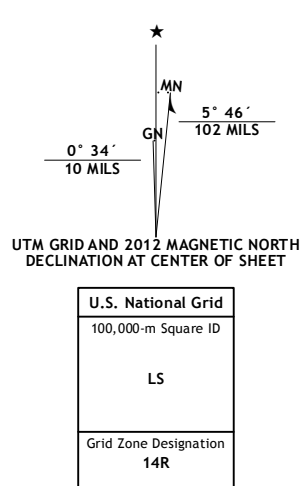 MN
GN
5° 46´
102 MILS
0° 34´
10 MILS
UTM GRID AND 2012 MAGNETIC NORTH
DECLINATION AT CENTER OF SHEET
U.S. National Grid
100,000-m Square ID
LS
Grid Zone Designation
14R